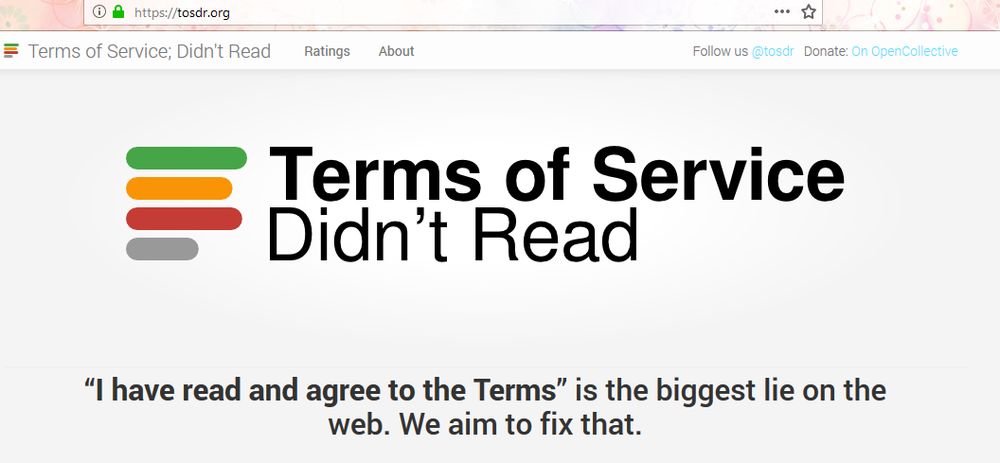 https://tosdr.org
Terms of Service; Didn't Read Ratings About Follow us @tosdr Donate: On OpenCollective
Terms of Service
Didn’t Read
“I have read and agree to the Terms” is the biggest lie on the
web. We aim to fix that.